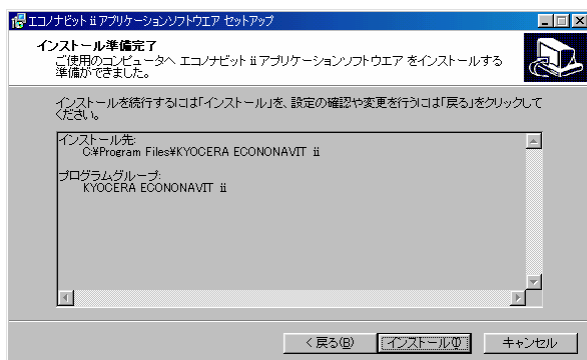 エコノナビット ii アプリケーションソフトウエア セットアップ
インストール準備完了
ご使用のコンピュータへ エコノナビット ii アプリケーションソフトウエア をインストールする
準備ができました。
インストールを続行するには「インストール」を、設定の確認や変更を行うには「戻る」をクリックして
ください。
インストール先:
C:¥Program Files¥KYOCERA ECONONAVIT ii
プログラムグループ:
KYOCERA ECONONAVIT ii
< 戻る(B)
インストール(I)
キャンセル